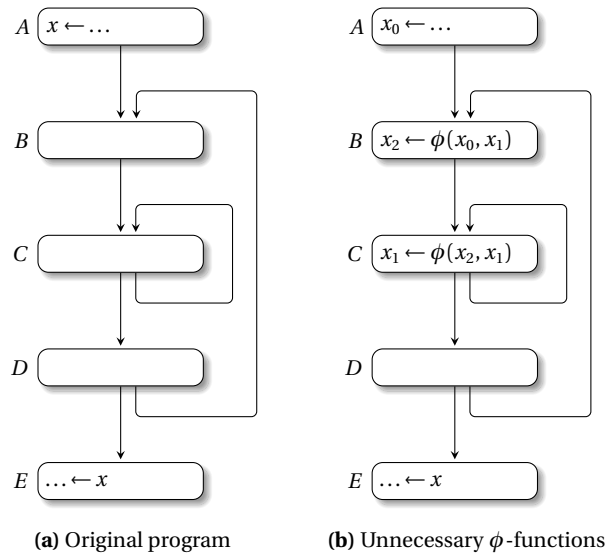 A x ← …
B
C
D
E … ← x
(a) Original program
A x₀ ← …
B x₂ ← ϕ(x₀, x₁)
C x₁ ← ϕ(x₂, x₁)
D
E … ← x
(b) Unnecessary ϕ-functions